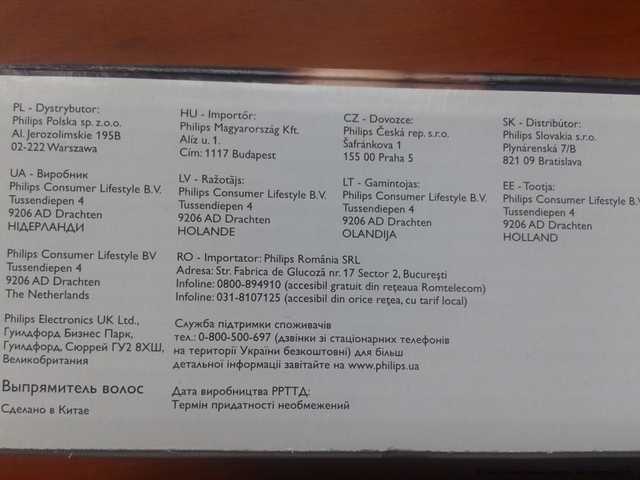 PL - Dystrybutor:
Philips Polska sp. z.o.o.
Al. Jerozolimskie 195B
02-222 Warszawa
HU - Importőr:
Philips Magyarország Kft.
Alíz u. 1.
Cím: 1117 Budapest
CZ - Dovozce:
Philips Česká rep. s.r.o.
Šafránkova 1
155 00 Praha 5
SK - Distribútor:
Philips Slovakia s.r.o.
Plynárenská 7/B
821 09 Bratislava
UA - Виробник
Philips Consumer Lifestyle B.V.
Tussendiepen 4
9206 AD Drachten
НІДЕРЛАНДИ
LV - Ražotājs:
Philips Consumer Lifestyle B.V.
Tussendiepen 4
9206 AD Drachten
HOLANDE
LT - Gamintojas:
Philips Consumer Lifestyle B.V.
Tussendiepen 4
9206 AD Drachten
OLANDIJA
EE - Tootja:
Philips Consumer Lifestyle B.V.
Tussendiepen 4
9206 AD Drachten
HOLLAND
Philips Consumer Lifestyle BV
Tussendiepen 4
9206 AD Drachten
The Netherlands
RO - Importator: Philips România SRL
Adresa: Str. Fabrica de Glucoză nr. 17 Sector 2, Bucureşti
Infoline: 0800-894910 (accesibil gratuit din reţeaua Romtelecom)
Infoline: 031-8107125 (accesibil din orice reţea, cu tarif local)
Philips Electronics UK Ltd.,
Гуилдфорд Бизнес Парк,
Гуилдфорд, Сюррей ГУ2 8ХШ,
Великобритания
Служба підтримки споживачів
тел.: 0-800-500-697 (дзвінки зі стаціонарних телефонів
на території України безкоштовні) для більш
детальної інформації завітайте на www.philips.ua
Выпрямитель волос
Сделано в Китае
Дата виробництва РРТТД:
Термін придатності необмежений